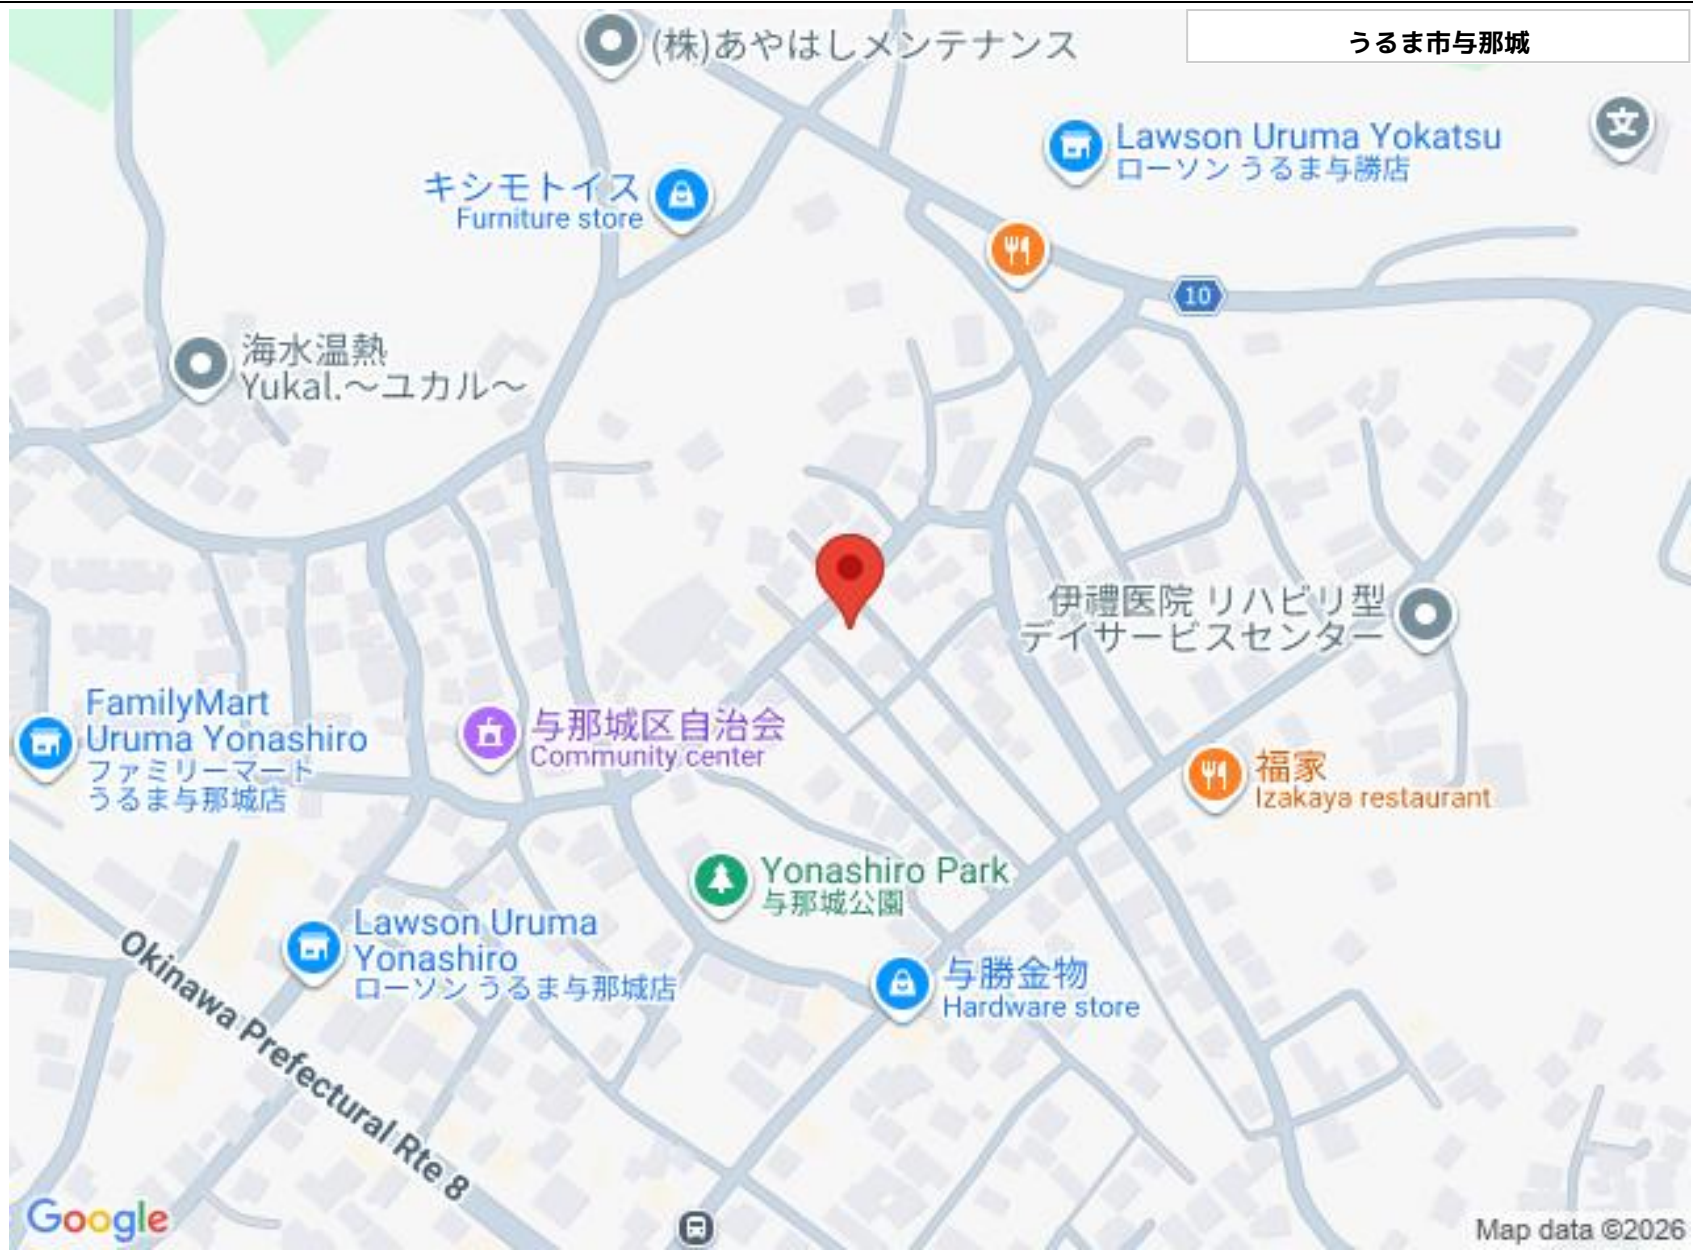 うるま市与那城
(株)あやはしメンテナンス
Lawson Uruma Yokatsu
ローソン うるま与勝店
文
キシモトイス
Furniture store
10
海水温熱
Yukal.～ユカル～
伊禮医院 リハビリ型
デイサービスセンター
FamilyMart
Uruma Yonashiro
ファミリーマート
うるま与那城店
与那城区自治会
Community center
福家
Izakaya restaurant
Yonashiro Park
与那城公園
Lawson Uruma
Yonashiro
ローソン うるま与那城店
与勝金物
Hardware store
Okinawa Prefectural Rte 8
Google
Map data ©2026